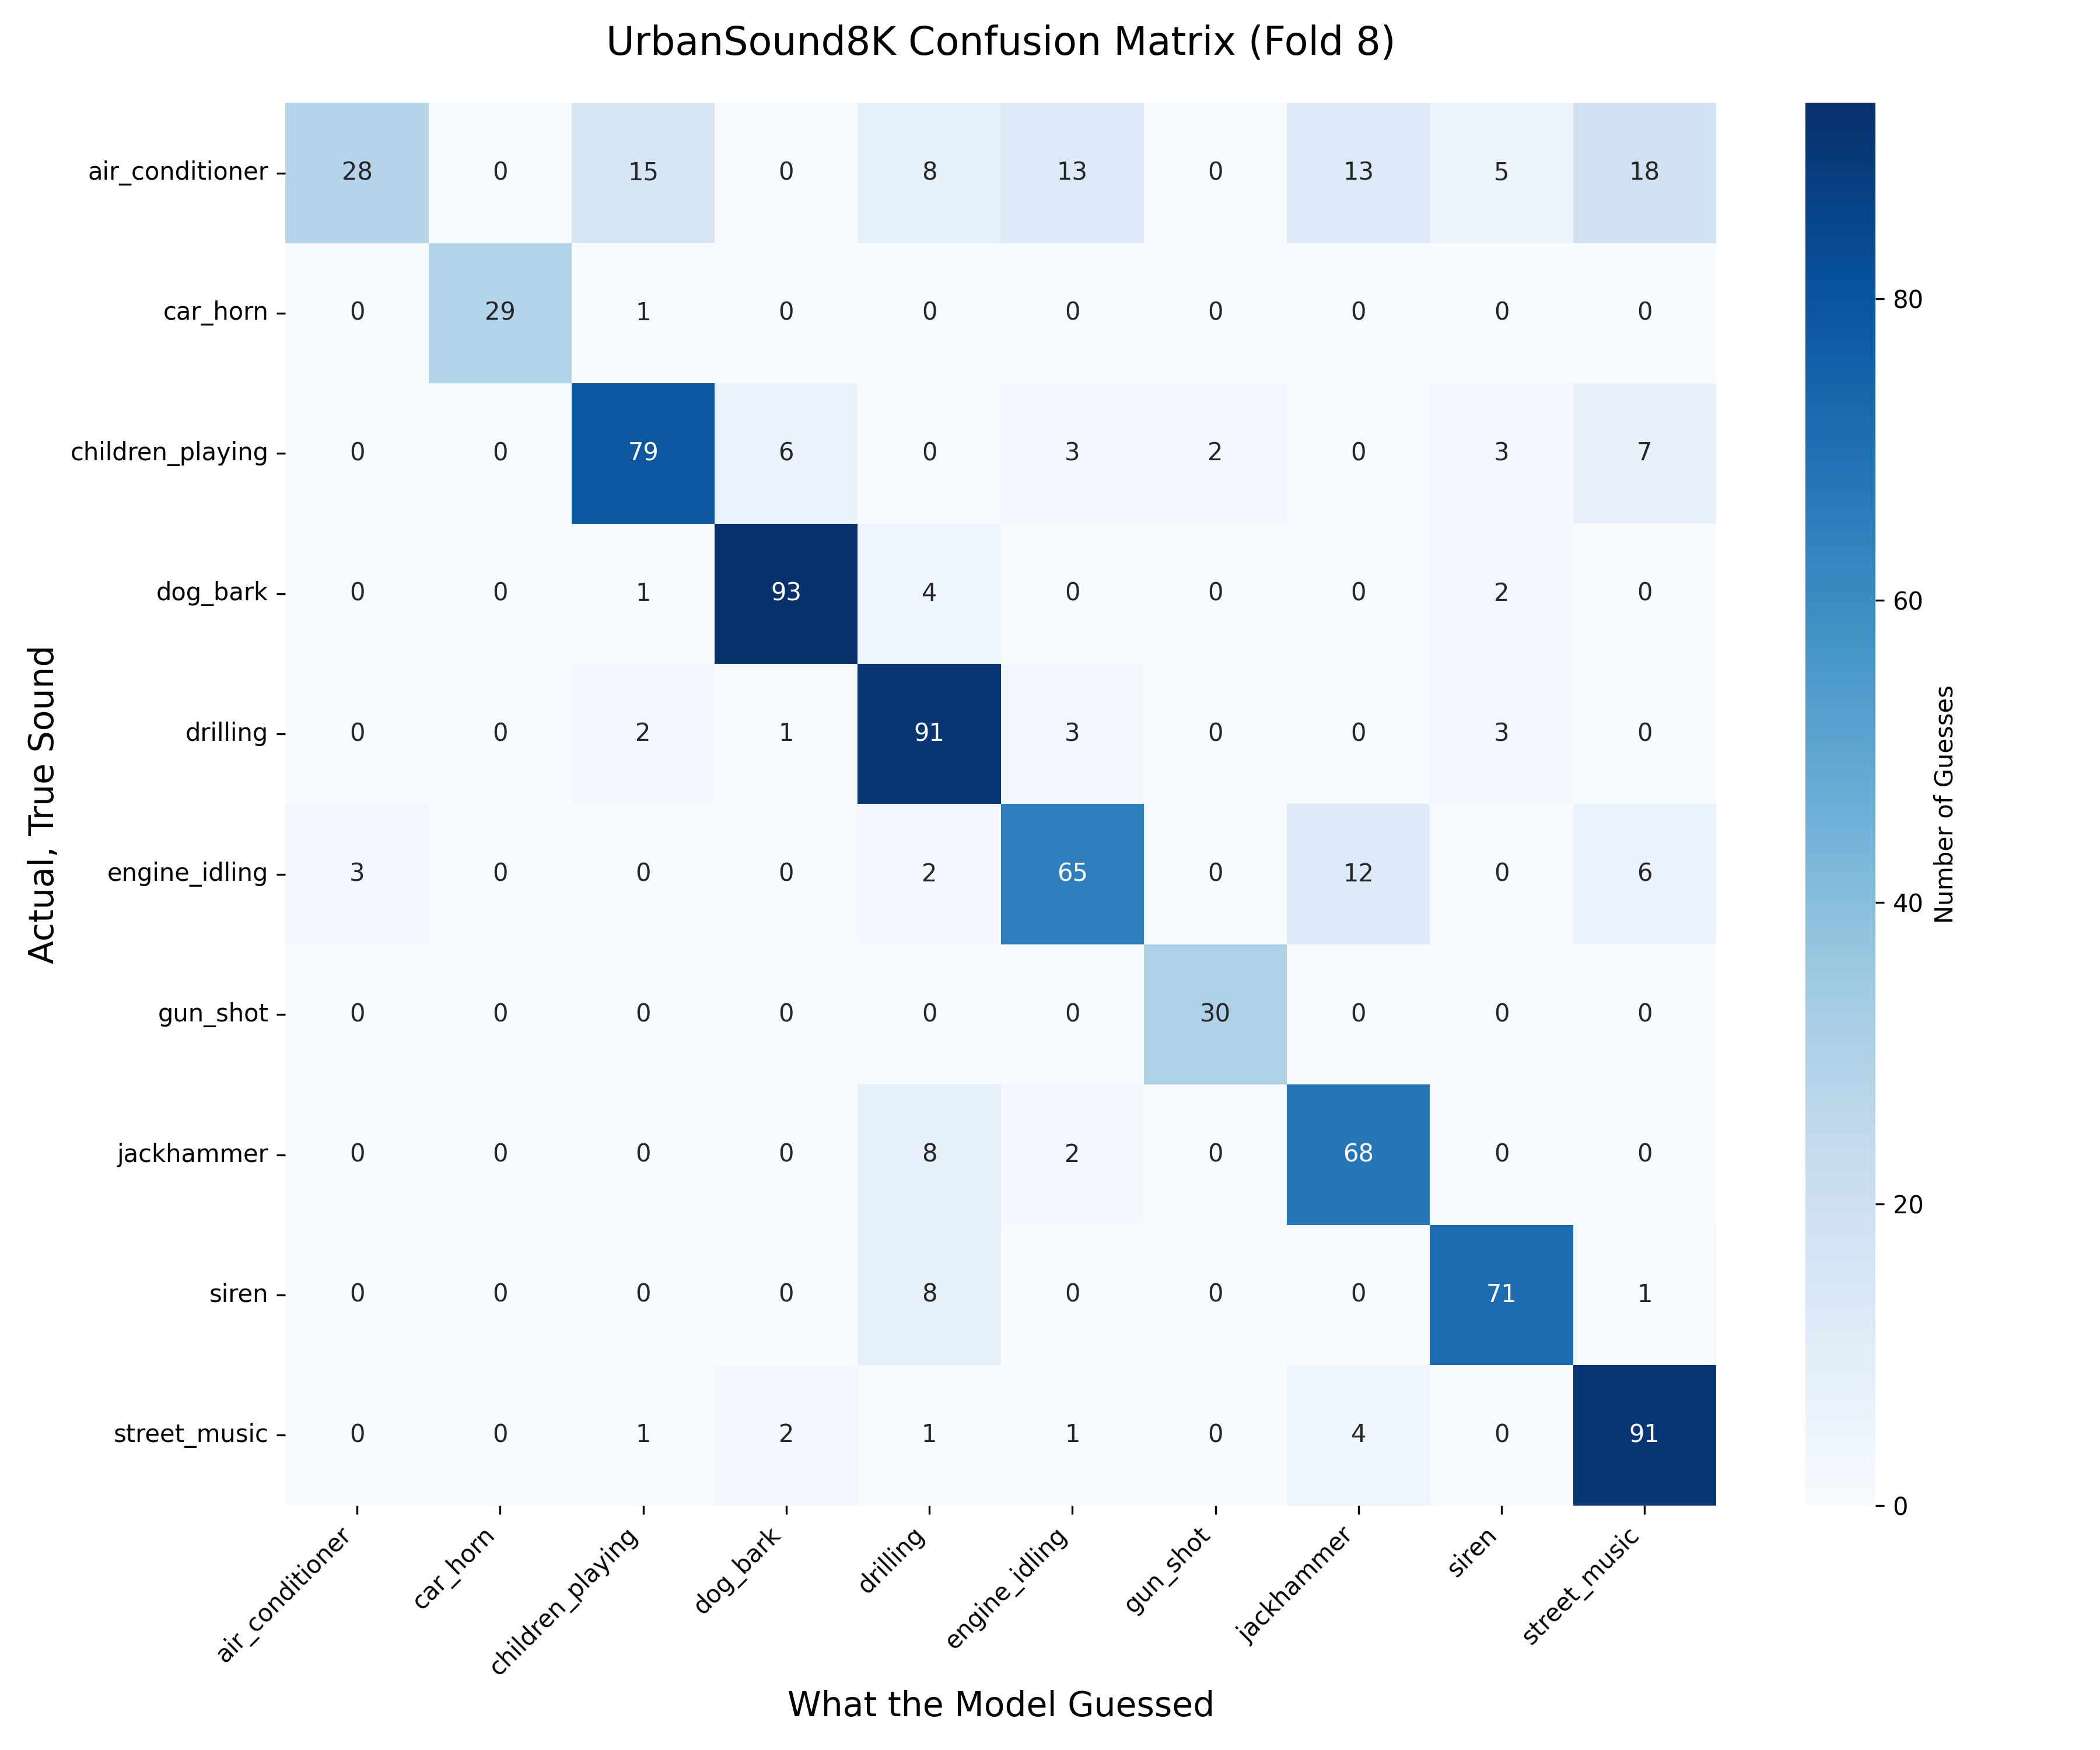 UrbanSound8K Confusion Matrix (Fold 8)
air_conditioner 28 0 15 0 8 13 0 13 5 18
car_horn 0 29 1 0 0 0 0 0 0 0
children_playing 0 0 79 6 0 3 2 0 3 7
dog_bark 0 0 1 93 4 0 0 0 2 0
drilling 0 0 2 1 91 3 0 0 3 0
engine_idling 3 0 0 0 2 65 0 12 0 6
gun_shot 0 0 0 0 0 0 30 0 0 0
jackhammer 0 0 0 0 8 2 0 68 0 0
siren 0 0 0 0 8 0 0 0 71 1
street_music 0 0 1 2 1 1 0 4 0 91
Actual, True Sound
air_conditioner
car_horn
children_playing
dog_bark
drilling
engine_idling
gun_shot
jackhammer
siren
street_music
What the Model Guessed
80
60
40
20
0
Number of Guesses